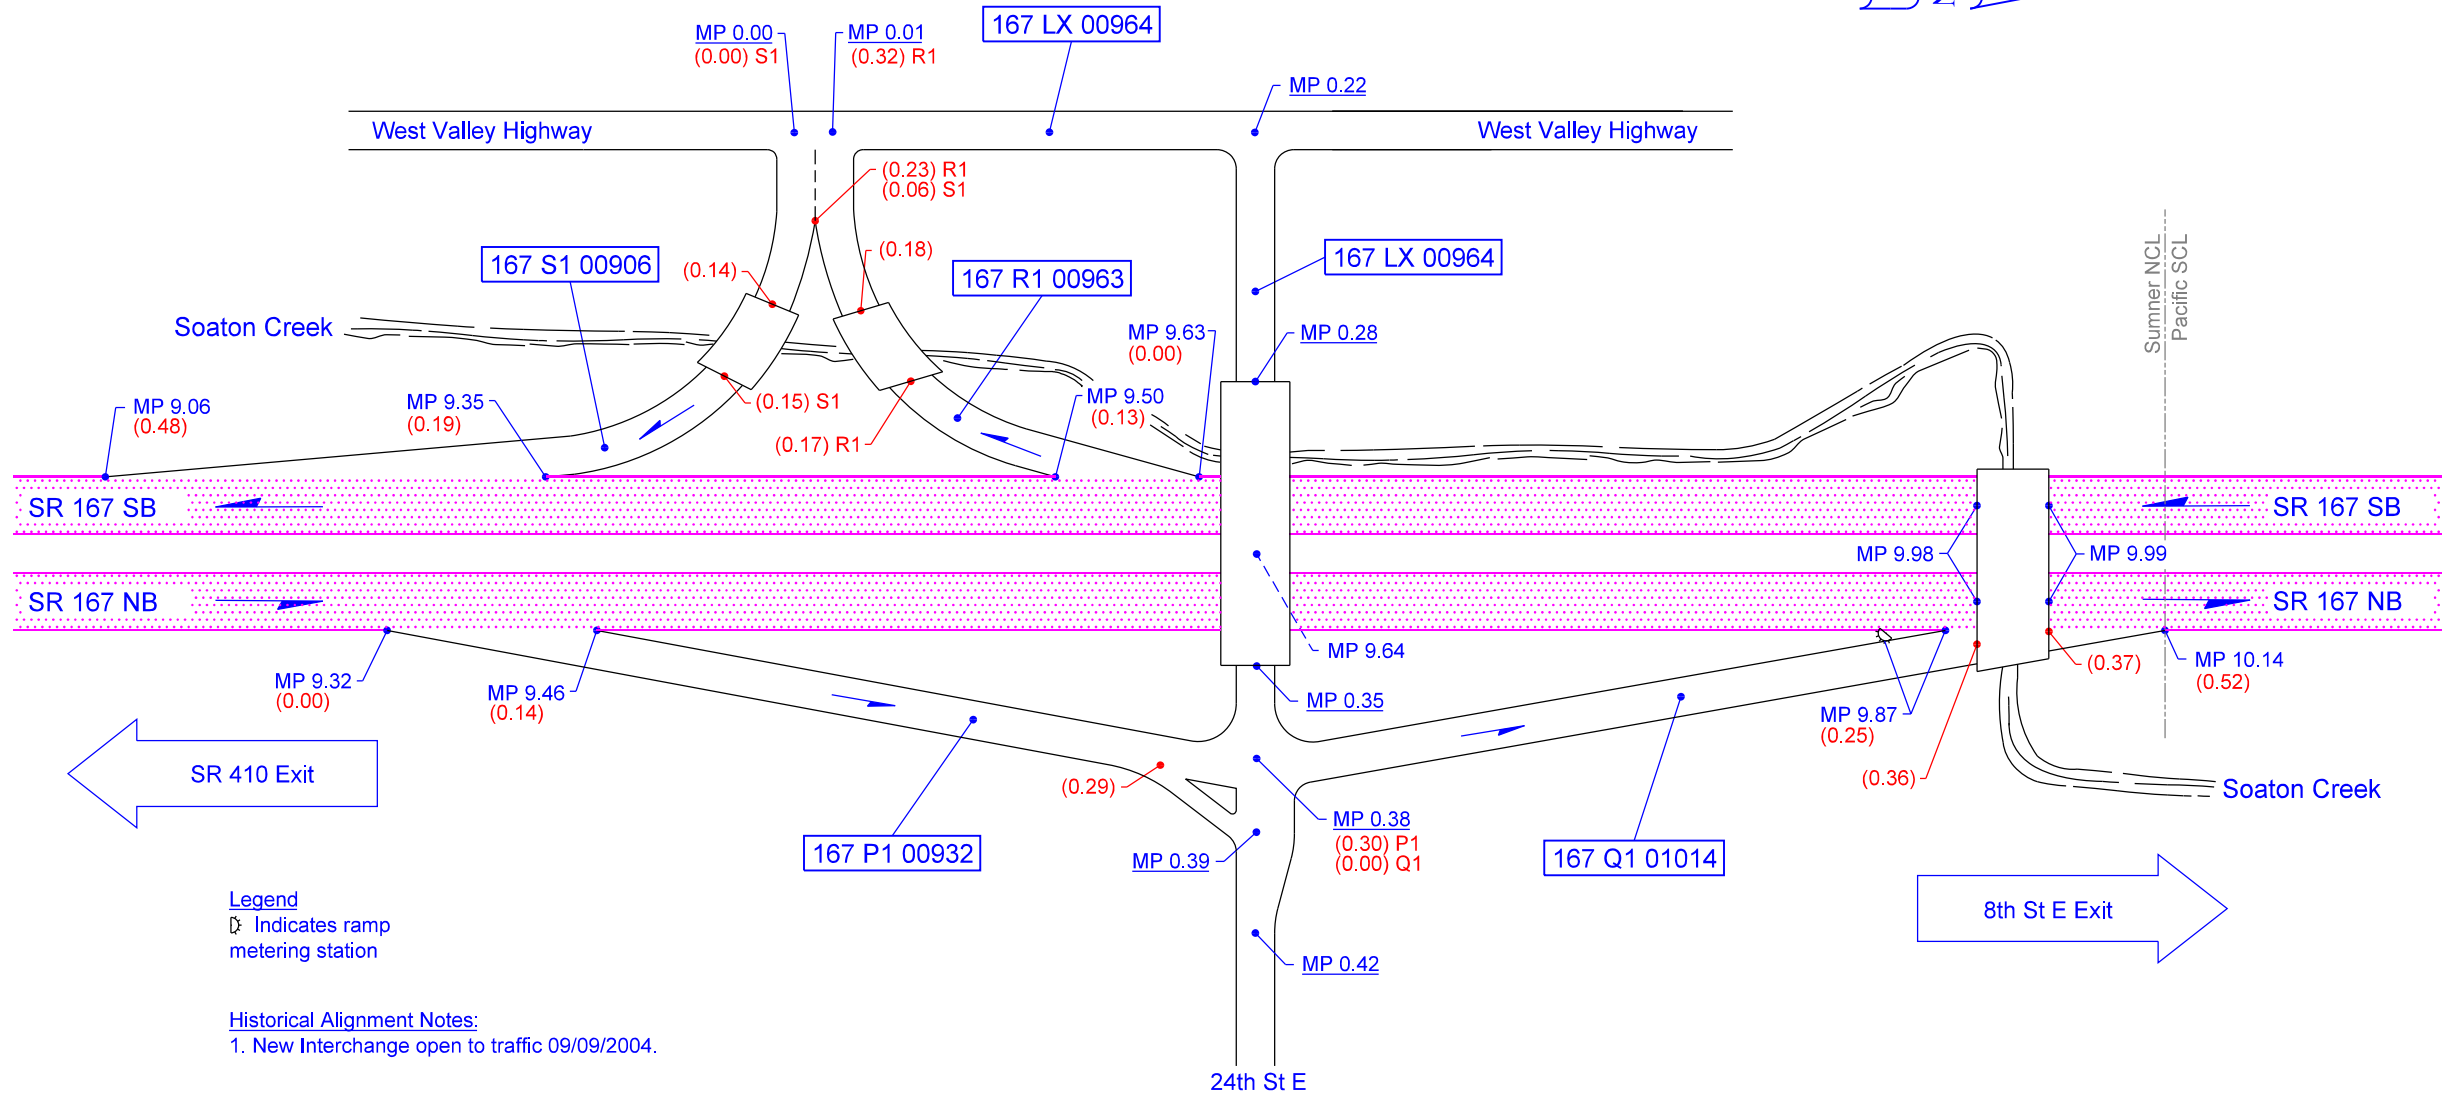 MP 0.00
(0.00) S1
MP 0.01
(0.32) R1
167 LX 00964
MP 0.22
West Valley Highway
West Valley Highway
(0.23) R1
(0.06) S1
167 S1 00906
(0.14)
(0.18)
167 R1 00963
167 LX 00964
Sumner NCL
Pacific SCL
Soaton Creek
MP 9.63
(0.00)
MP 0.28
MP 9.06
(0.48)
MP 9.35
(0.19)
(0.15) S1
(0.17) R1
MP 9.50
(0.13)
SR 167 SB
SR 167 SB
MP 9.98
MP 9.99
SR 167 NB
SR 167 NB
MP 9.64
MP 9.32
(0.00)
MP 9.46
(0.14)
MP 0.35
MP 9.87
(0.25)
(0.37)
MP 10.14
(0.52)
SR 410 Exit
(0.29)
(0.36)
Soaton Creek
167 P1 00932
MP 0.39
MP 0.38
(0.30) P1
(0.00) Q1
167 Q1 01014
8th St E Exit
Legend
Indicates ramp
metering station
MP 0.42
Historical Alignment Notes:
1. New Interchange open to traffic 09/09/2004.
24th St E